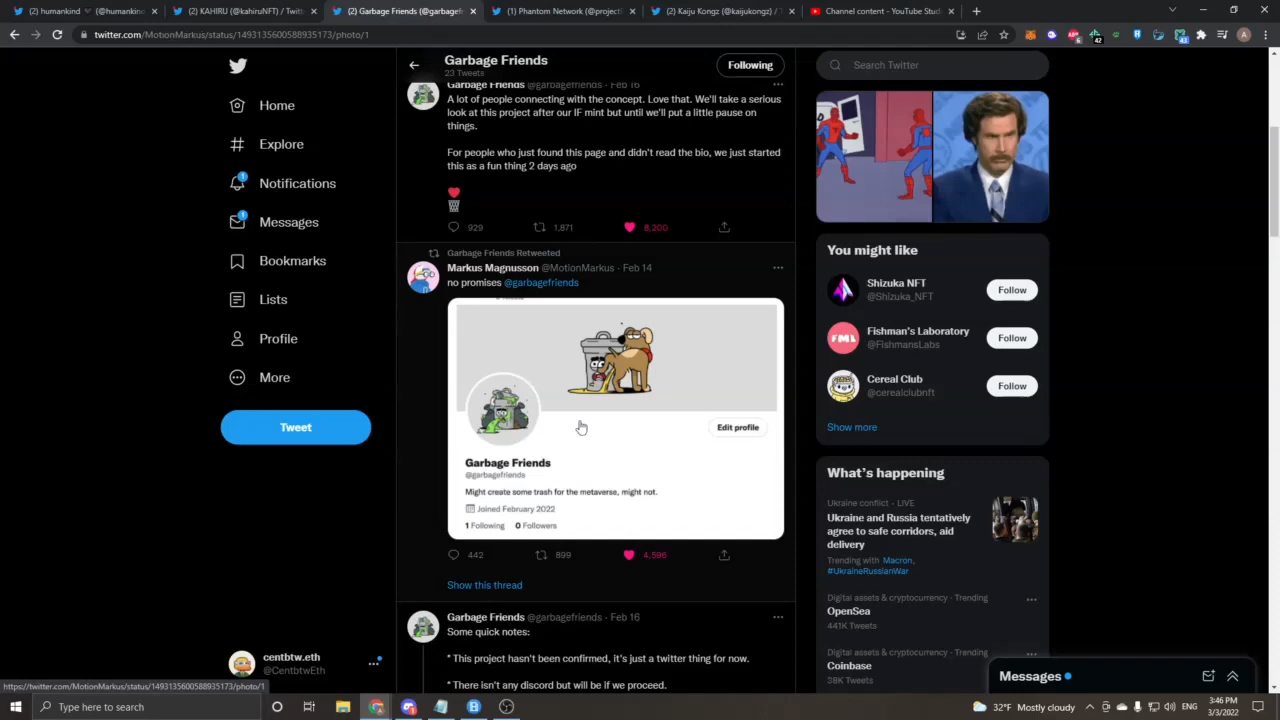 (2) humankind
(2) KAHIRU (@kahiruNFT) / Twitt
(2) Garbage Friends (@garbagef
(1) Phantom Network (@project
(2) Kaiju Kongz (@kaijukongz) /
Channel content - YouTube Stud
twitter.com/MotionMarkus/status/1493135600588935173/photo/1
Home
Explore
Notifications
Messages
Bookmarks
Lists
Profile
More
Tweet
centbtw.eth
@CentbtwEth
https://twitter.com/MotionMarkus/status/1493135600588935173/photo/1
Garbage Friends
23 Tweets
Following
Garbage Friends @garbagefriends · Feb 16
A lot of people connecting with the concept. Love that. We'll take a serious
look at this project after our IF mint but until we'll put a little pause on
things.
For people who just found this page and didn't read the bio, we just started
this as a fun thing 2 days ago
929 1,871 8,200
Garbage Friends Retweeted
Markus Magnusson @MotionMarkus · Feb 14
no promises @garbagefriends
Edit profile
Garbage Friends
@garbagefriends
Might create some trash for the metaverse, might not.
Joined February 2022
1 Following 0 Followers
442 899 4,596
Show this thread
Garbage Friends @garbagefriends · Feb 16
Some quick notes:
* This project hasn't been confirmed, it's just a twitter thing for now.
* There isn't any discord but will be if we proceed.
Search Twitter
You might like
Shizuka NFT
@Shizuka_NFT
Follow
FML
Fishman's Laboratory
@FishmansLabs
Follow
Cereal Club
@cerealclubnft
Follow
Show more
What's happening
Ukraine conflict · LIVE
Ukraine and Russia tentatively
agree to safe corridors, aid
delivery
Trending with Macron,
#UkraineRussianWar
Digital assets & cryptocurrency · Trending
OpenSea
441K Tweets
Digital assets & cryptocurrency · Trending
Coinbase
38K Tweets
Messages
Type here to search
32°F Mostly cloudy
3:46 PM
3/3/2022